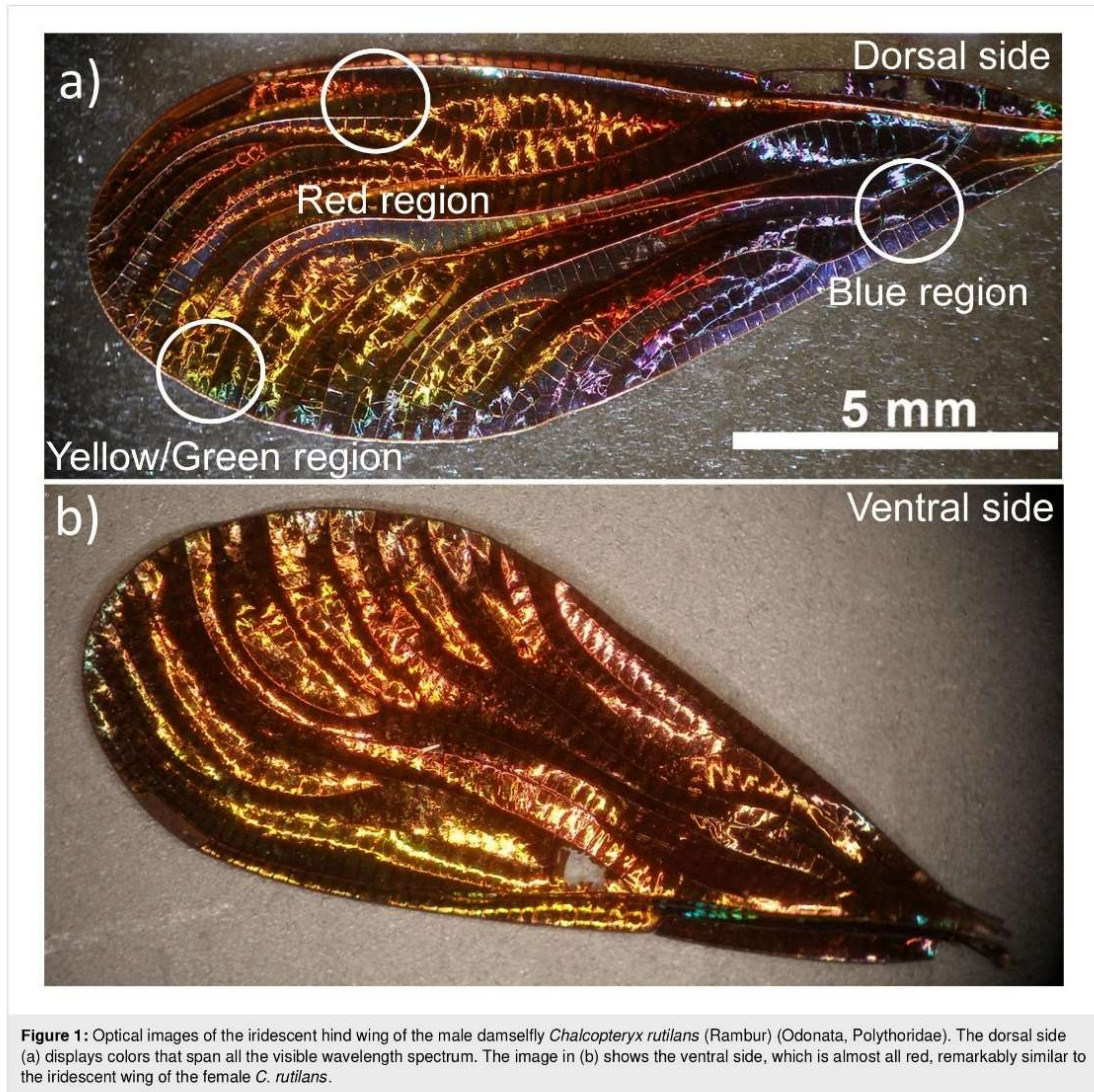 a)
Dorsal side
Red region
Blue region
5 mm
Yellow/Green region
b)
Ventral side
Figure 1: Optical images of the iridescent hind wing of the male damselfly Chalcopteryx rutilans (Rambur) (Odonata, Polythoridae). The dorsal side
(a) displays colors that span all the visible wavelength spectrum. The image in (b) shows the ventral side, which is almost all red, remarkably similar to
the iridescent wing of the female C. rutilans.